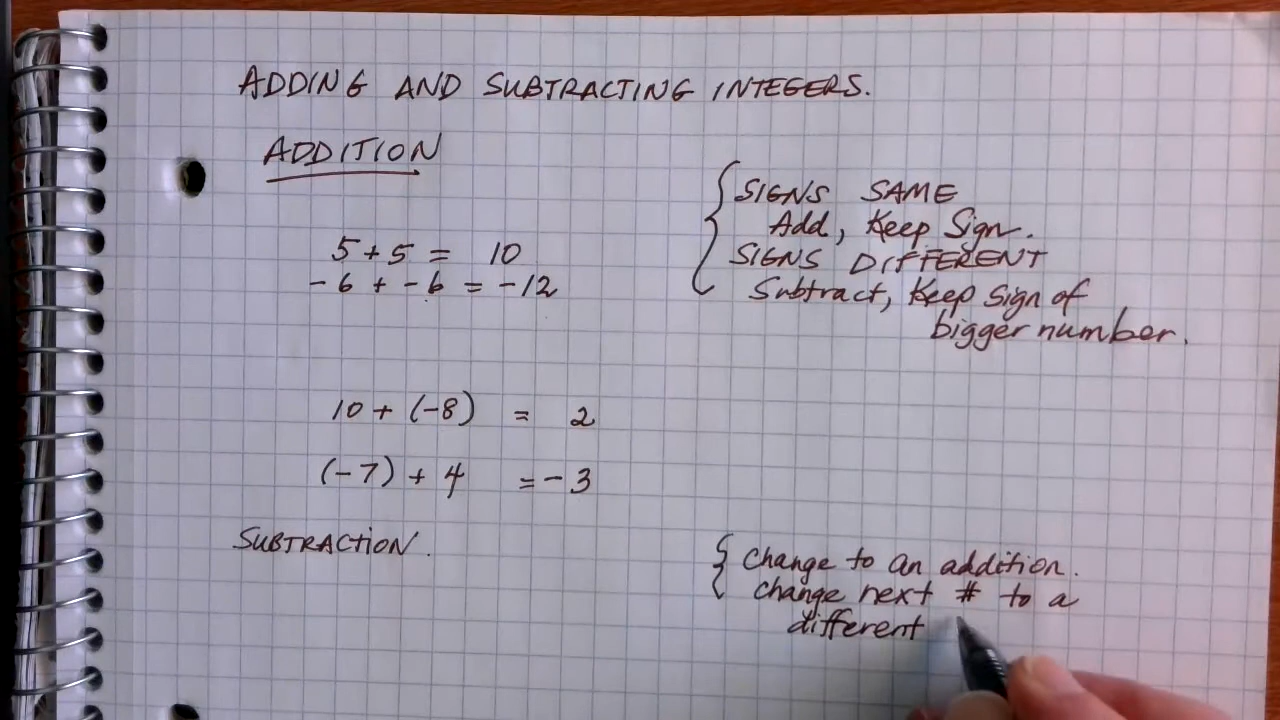 ADDING AND SUBTRACTING INTEGERS.
ADDITION
5 + 5 = 10
-6 + -6 = -12
SIGNS SAME
Add, Keep Sign.
SIGNS DIFFERENT
Subtract, Keep Sign of
bigger number.
10 + (-8) = 2
(-7) + 4 = -3
SUBTRACTION.
Change to an addition.
change next # to a
different